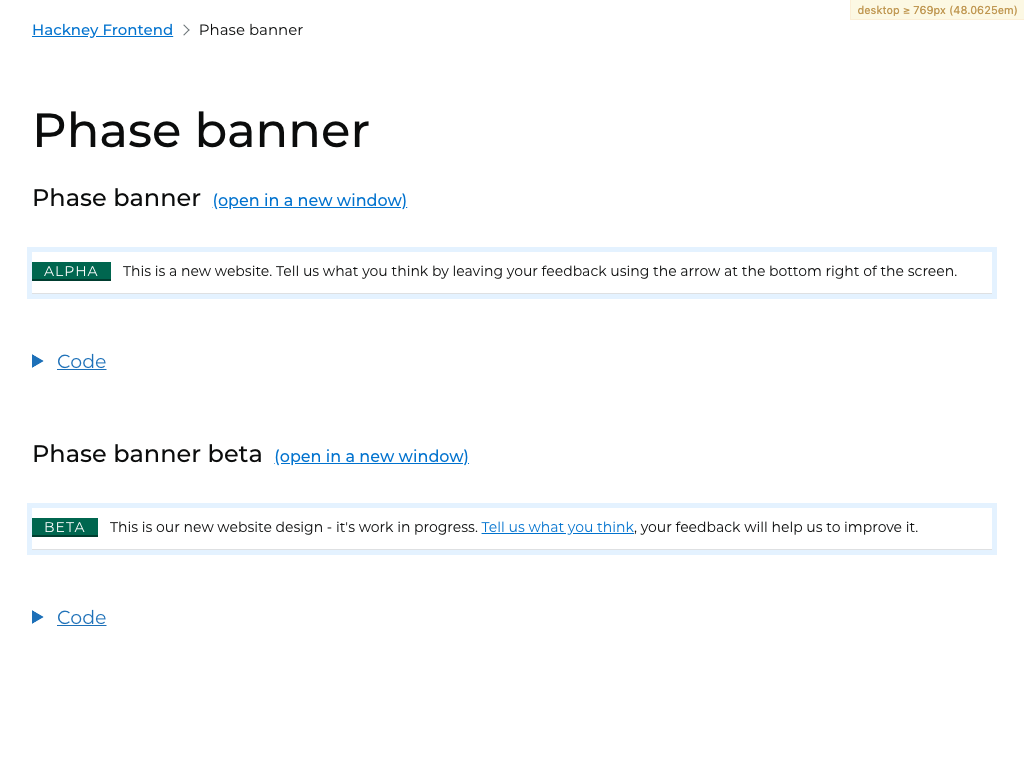 desktop ≥ 769px (48.0625em)
Hackney Frontend Phase banner
Phase banner
Phase banner (open in a new window)
ALPHA This is a new website. Tell us what you think by leaving your feedback using the arrow at the bottom right of the screen.
Code
Phase banner beta (open in a new window)
BETA This is our new website design - it's work in progress. Tell us what you think, your feedback will help us to improve it.
Code